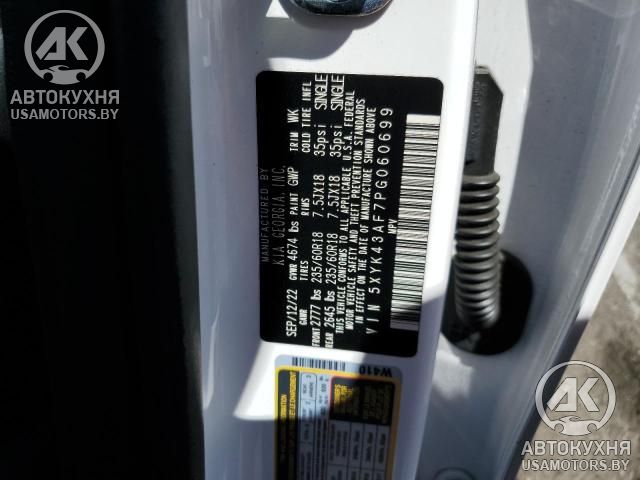 AK
АВТОКУХНЯ
USAMOTORS.BY
MANUFACTURED BY
KIA GEORGIA, INC.
SEP/12/22 GVWR 4674 lbs PAINT GWP TRIM WK
GAWR TIRES RIMS COLD TIRE INFL
FRONT 2777 lbs 235/60R18 7.5JX18 35psi SINGLE
REAR 2645 lbs 235/60R18 7.5JX18 35psi SINGLE
THIS VEHICLE CONFORMS TO ALL APPLICABLE U.S.A. FEDERAL
MOTOR VEHICLE SAFETY AND THEFT PREVENTION STANDARDS
IN EFFECT ON THE DATE OF MANUFACTURE SHOWN ABOVE
VIN 5XYK43AF7PG060699
MPV
W410
AK
АВТОКУХНЯ
USAMOTORS.BY